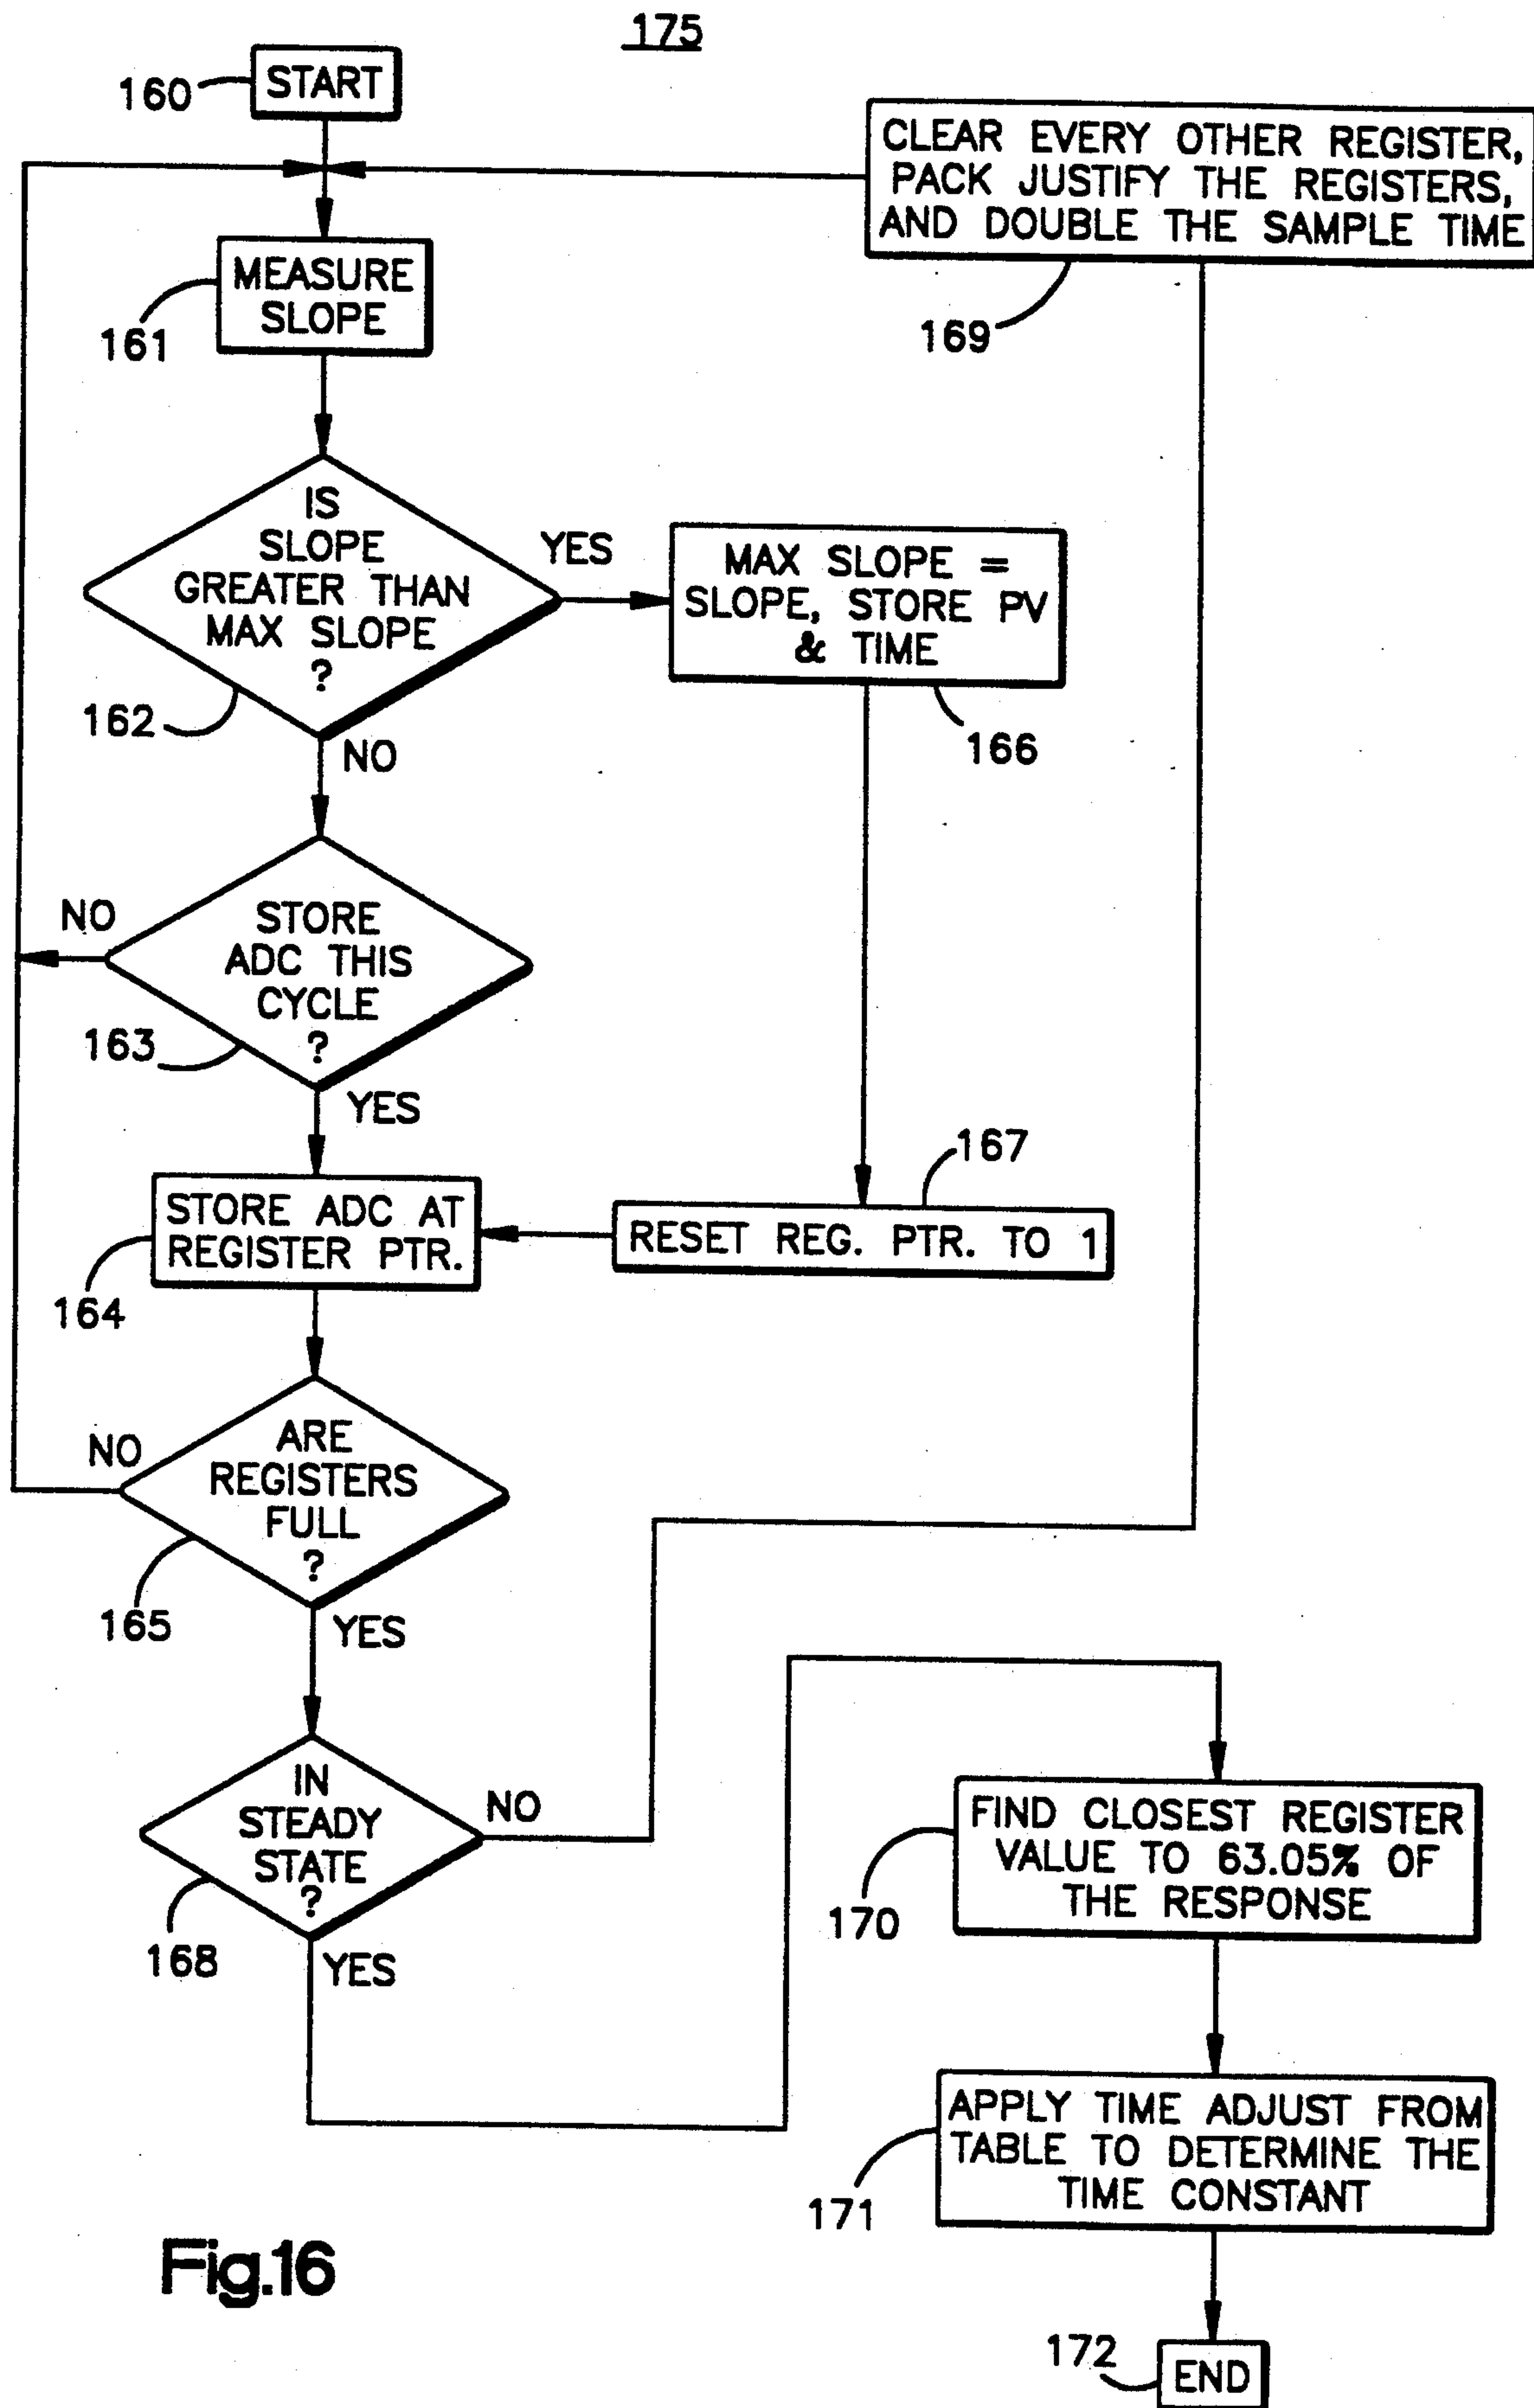 175
160
START
CLEAR EVERY OTHER REGISTER,
PACK JUSTIFY THE REGISTERS,
AND DOUBLE THE SAMPLE TIME
169
MEASURE
SLOPE
161
IS
SLOPE
GREATER THAN
MAX SLOPE
?
162
YES
NO
MAX SLOPE =
SLOPE, STORE PV
& TIME
166
STORE
ADC THIS
CYCLE
?
163
NO
YES
167
RESET REG. PTR. TO 1
STORE ADC AT
REGISTER PTR.
164
ARE
REGISTERS
FULL
?
165
NO
YES
IN
STEADY
STATE
?
168
NO
YES
FIND CLOSEST REGISTER
VALUE TO 63.05% OF
THE RESPONSE
170
APPLY TIME ADJUST FROM
TABLE TO DETERMINE THE
TIME CONSTANT
171
172
END
Fig.16